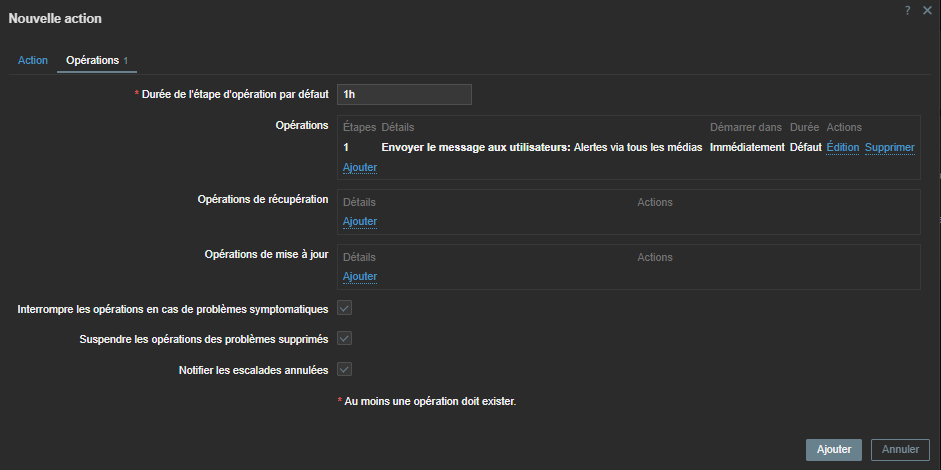 Nouvelle action
? ×
Action Opérations 1
* Durée de l'étape d'opération par défaut 1h
Opérations Étapes Détails Démarrer dans Durée Actions
1 Envoyer le message aux utilisateurs: Alertes via tous les médias Immédiatement Défaut Édition Supprimer
Ajouter
Opérations de récupération Détails Actions
Ajouter
Opérations de mise à jour Détails Actions
Ajouter
Interrompre les opérations en cas de problèmes symptomatiques
Suspendre les opérations des problèmes supprimés
Notifier les escalades annulées
* Au moins une opération doit exister.
Ajouter Annuler